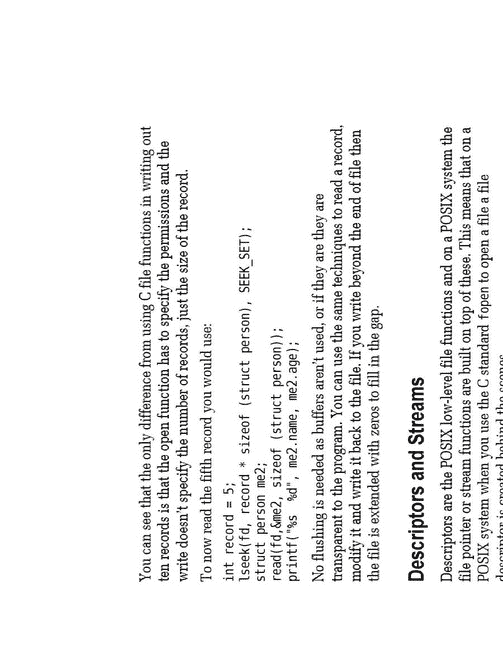 You can see that the only difference from using C file functions in writing out
ten records is that the open function has to specify the permissions and the
write doesn't specify the number of records, just the size of the record.
To now read the fifth record you would use:
int record = 5;
lseek(fd, record * sizeof (struct person), SEEK_SET);
struct person me2;
read(fd,&me2, sizeof (struct person));
printf("%s %d", me2.name, me2.age);
No flushing is needed as buffers aren't used, or if they are they are
transparent to the program. You can use the same techniques to read a record,
modify it and write it back to the file. If you write beyond the end of file then
the file is extended with zeros to fill in the gap.
Descriptors and Streams
Descriptors are the POSIX low-level file functions and on a POSIX system the
file pointer or stream functions are built on top of these. This means that on a
POSIX system when you use the C standard fopen to open a file a file
descriptor is created behind the scenes